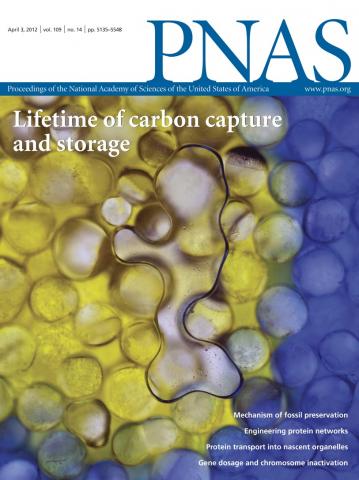 April 3, 2012 | vol. 109 | no. 14 | pp. 5135–5548
PNAS
Proceedings of the National Academy of Sciences of the United States of America
www.pnas.org
Lifetime of carbon capture
and storage
Mechanism of fossil preservation
Engineering protein networks
Protein transport into nascent organelles
Gene dosage and chromosome inactivation